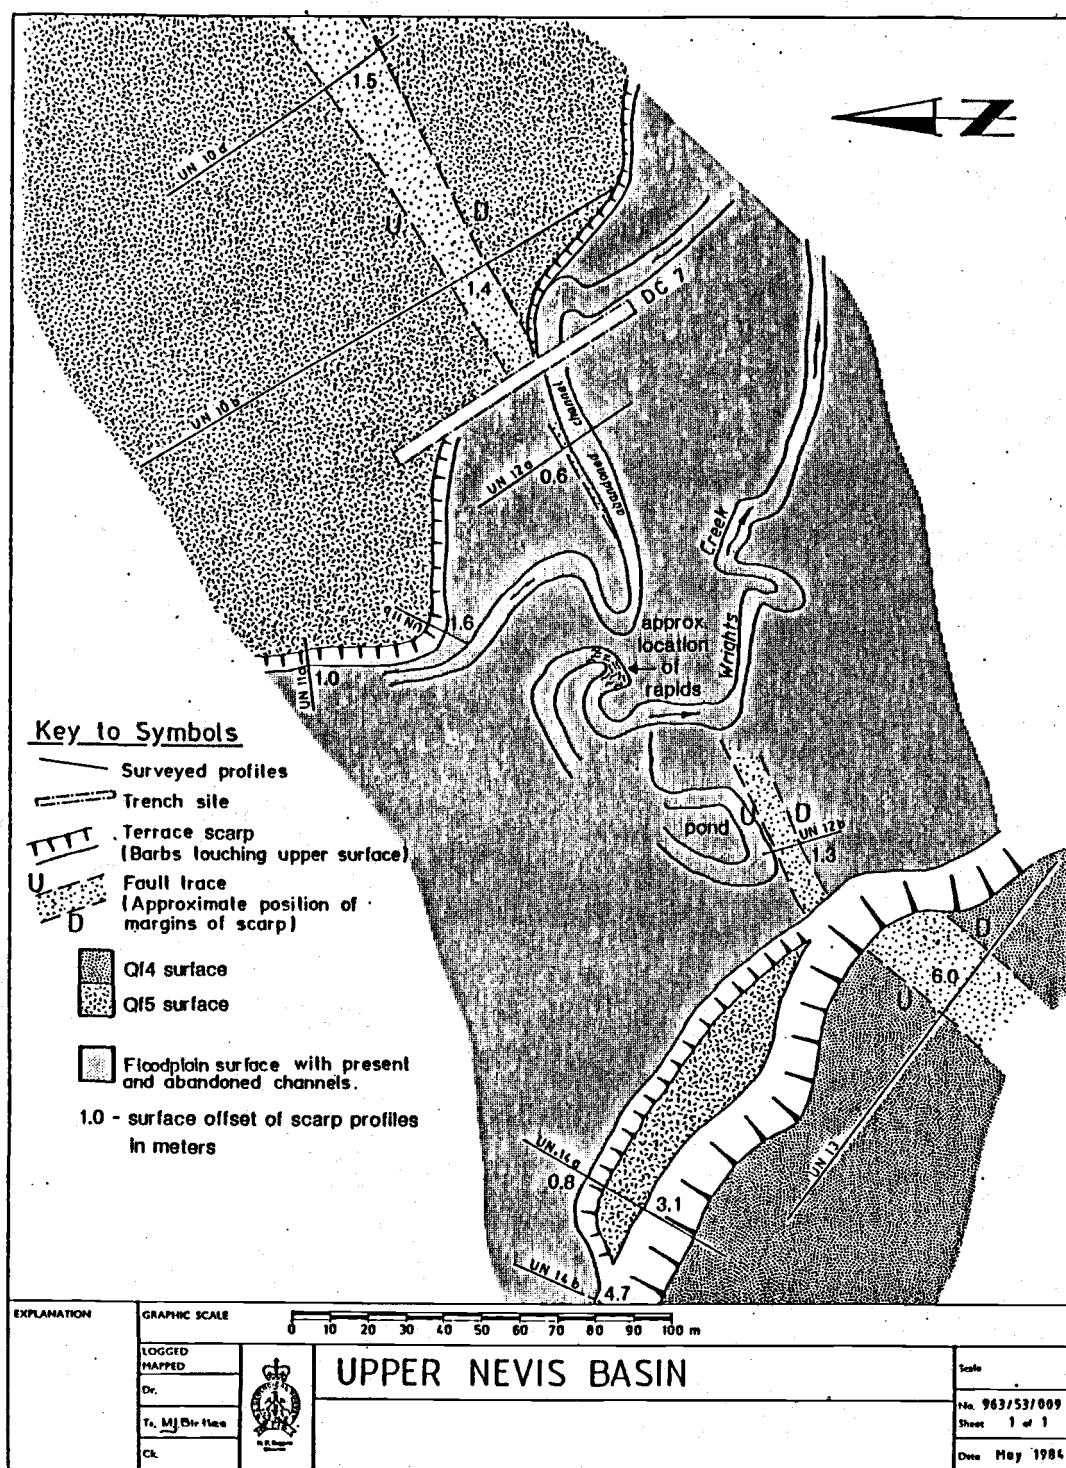 1.5
UN 10 a
U
D
1.4
DC 7
UN 10 b
abandoned channel
UN 12a
0.6
Creek
Wrights
UN 11b
1.6
approx.
location
of
rapids
UN 11a
1.0
Key to Symbols
Surveyed profiles
Trench site
Terrace scarp
(Barbs touching upper surface)
U
D
Fault trace
(Approximate position of
margins of scarp)
Qf4 surface
Qf5 surface
Floodplain surface with present
and abandoned channels.
1.0 - surface offset of scarp profiles
in meters
N
pond
U
D
UN 12b
1.3
D
6.0
U
UN 13
UN 14a
0.8
3.1
UN 14b
4.7
EXPLANATION
GRAPHIC SCALE
0 10 20 30 40 50 60 70 80 90 100 m
LOGGED
MAPPED
Dr.
Ck.
UPPER NEVIS BASIN
Scale
No. 963/53/009
Sheet 1 of 1
Date May 1984